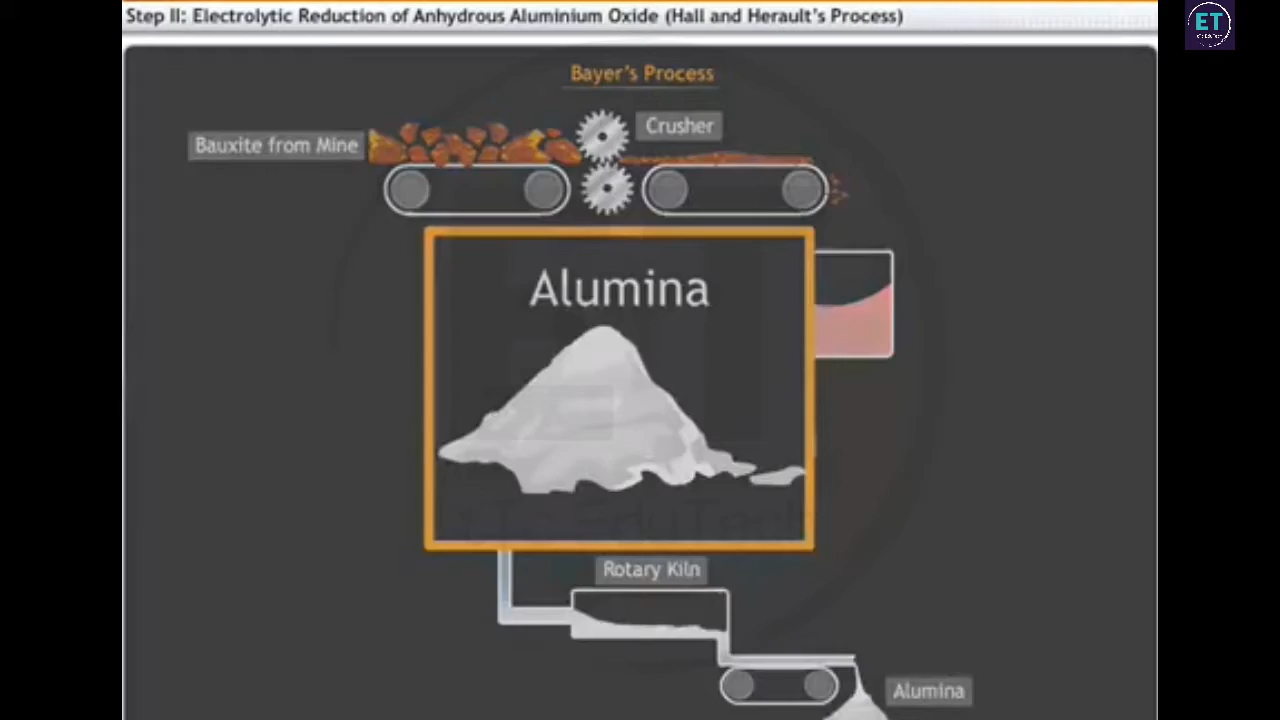 Step II: Electrolytic Reduction of Anhydrous Aluminium Oxide (Hall and Herault's Process)
ET
Bayer's Process
Crusher
Bauxite from Mine
Alumina
Rotary Kiln
Alumina